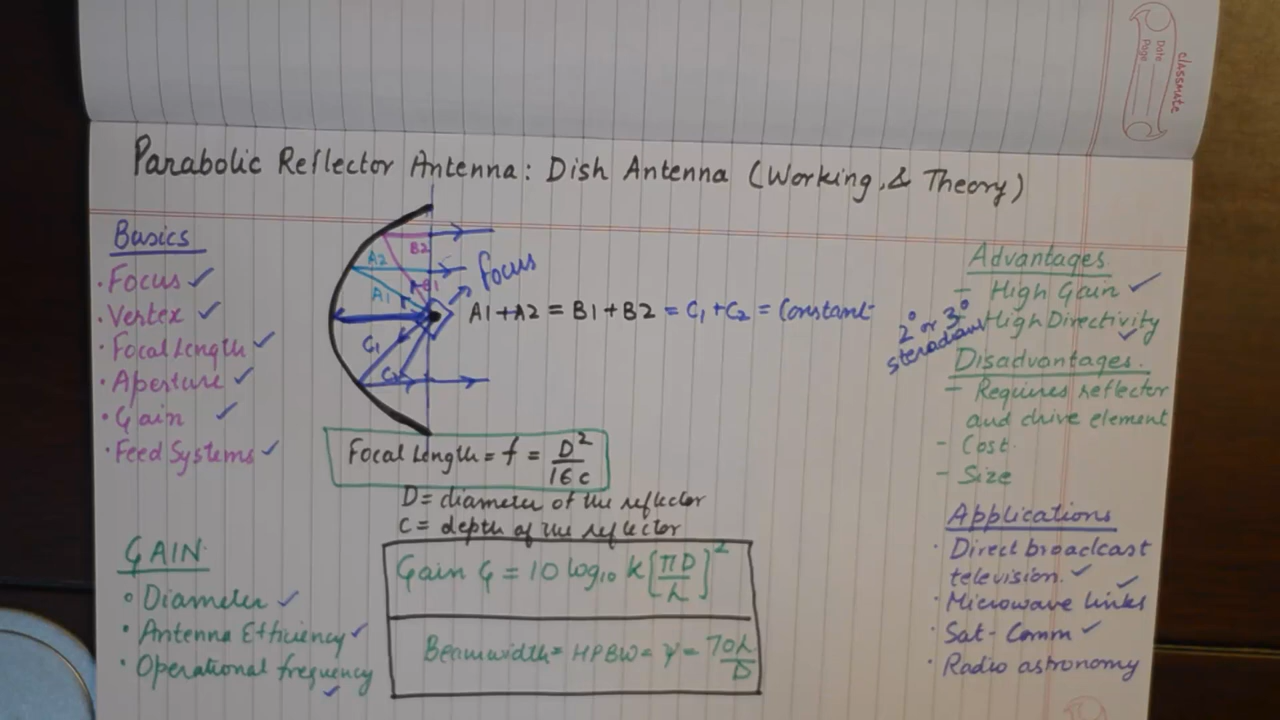 classmate
Date
Page
Parabolic Reflector Antenna: Dish Antenna (Working & Theory)
Basics
• Focus ✓
• Vertex ✓
• Focal Length ✓
• Aperture ✓
• Gain ✓
• Feed Systems ✓
B2
A2
B1
A1
C1
Focus
A1+A2 = B1+B2 = C1+C2 = Constant
Focal Length = f = D²/16c
D = diameter of the reflector
C = depth of the reflector
GAIN
• Diameter ✓
• Antenna Efficiency ✓
• Operational frequency ✓
Gain G = 10 log10 k[πD/λ]²
Beamwidth = HPBW = ψ = 70λ/D
Advantages
– High Gain ✓
– High Directivity ✓
2° or 3°
steradians
Disadvantages.
– Requires reflector
and drive element
– Cost.
– Size
Applications
• Direct broadcast
television. ✓
• Microwave links ✓
• Sat-Comm ✓
• Radio astronomy